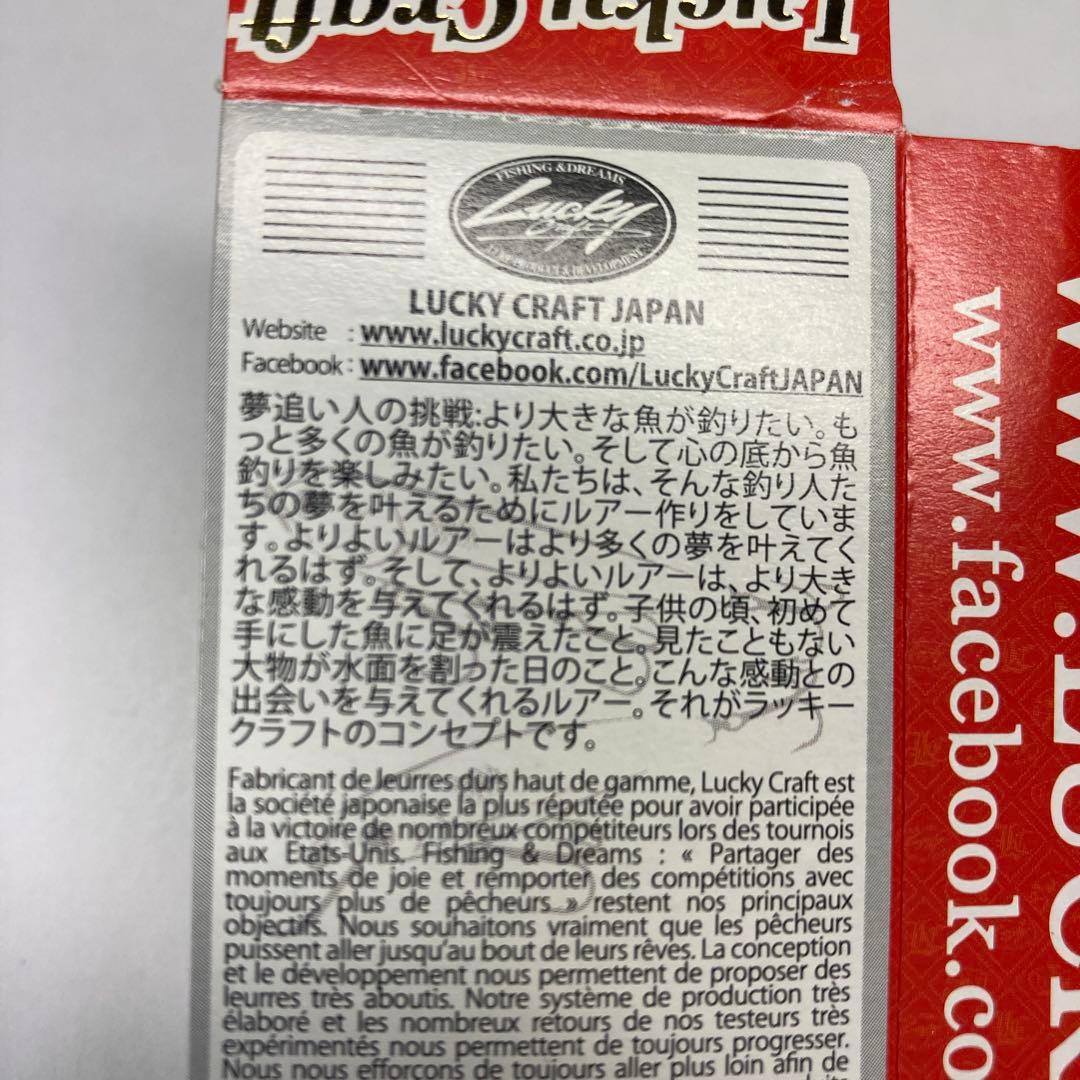 Lucky Craft
FISHING & DREAMS
Lucky
Craft
LURE PRODUCT & DEVELOPMENT
LUCKY CRAFT JAPAN
Website : www.luckycraft.co.jp
Facebook: www.facebook.com/LuckyCraftJAPAN
夢追い人の挑戦:より大きな魚が釣りたい。も
っと多くの魚が釣りたい。そして心の底から魚
釣りを楽しみたい。私たちは、そんな釣り人た
ちの夢を叶えるためにルアー作りをしていま
す。よりよいルアーはより多くの夢を叶えてく
れるはず。そして、よりよいルアーは、より大き
な感動を与えてくれるはず。子供の頃、初めて
手にした魚に足が震えたこと。見たこともない
大物が水面を割った日のこと。こんな感動との
出会いを与えてくれるルアー。それがラッキー
クラフトのコンセプトです。
Fabricant de leurres durs haut de gamme, Lucky Craft est
la société japonaise la plus réputée pour avoir participée
à la victoire de nombreux compétiteurs lors des tournois
aux Etats-Unis. Fishing & Dreams : « Partager des
moments de joie et remporter des compétitions avec
toujours plus de pêcheurs » restent nos principaux
objectifs. Nous souhaitons vraiment que les pêcheurs
puissent aller jusqu'au bout de leurs rêves. La conception
et le développement nous permettent de proposer des
leurres très aboutis. Notre système de production très
élaboré et les nombreux retours de nos testeurs très
expérimentés nous permettent de toujours progresser.
Nous nous efforçons de toujours aller plus loin afin de
www.facebook.co